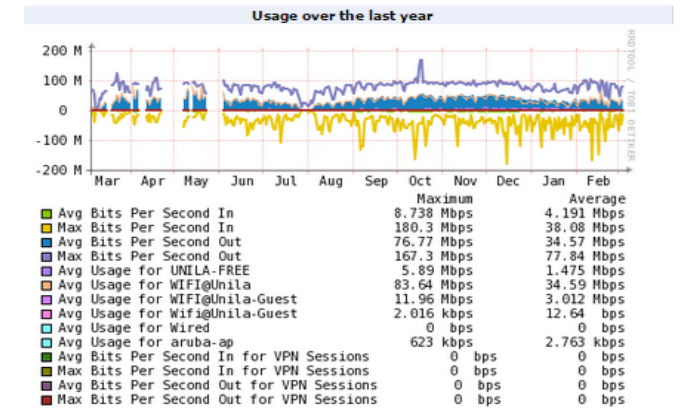 Usage over the last year
200 M
100 M
0
-100 M
-200 M
RRDTOOL / TOBI OETIKER
Mar Apr May Jun Jul Aug Sep Oct Nov Dec Jan Feb
Maximum Average
Avg Bits Per Second In 8.738 Mbps 4.191 Mbps
Max Bits Per Second In 180.3 Mbps 38.08 Mbps
Avg Bits Per Second Out 76.77 Mbps 34.57 Mbps
Max Bits Per Second Out 167.3 Mbps 77.84 Mbps
Avg Usage for UNILA-FREE 5.89 Mbps 1.475 Mbps
Avg Usage for WIFI@Unila 83.64 Mbps 34.59 Mbps
Avg Usage for WIFI@Unila-Guest 11.96 Mbps 3.012 Mbps
Avg Usage for Wifi@Unila-Guest 2.016 kbps 12.64 bps
Avg Usage for Wired 0 bps 0 bps
Avg Usage for aruba-ap 623 kbps 2.763 kbps
Avg Bits Per Second In for VPN Sessions 0 bps 0 bps
Max Bits Per Second In for VPN Sessions 0 bps 0 bps
Avg Bits Per Second Out for VPN Sessions 0 bps 0 bps
Max Bits Per Second Out for VPN Sessions 0 bps 0 bps